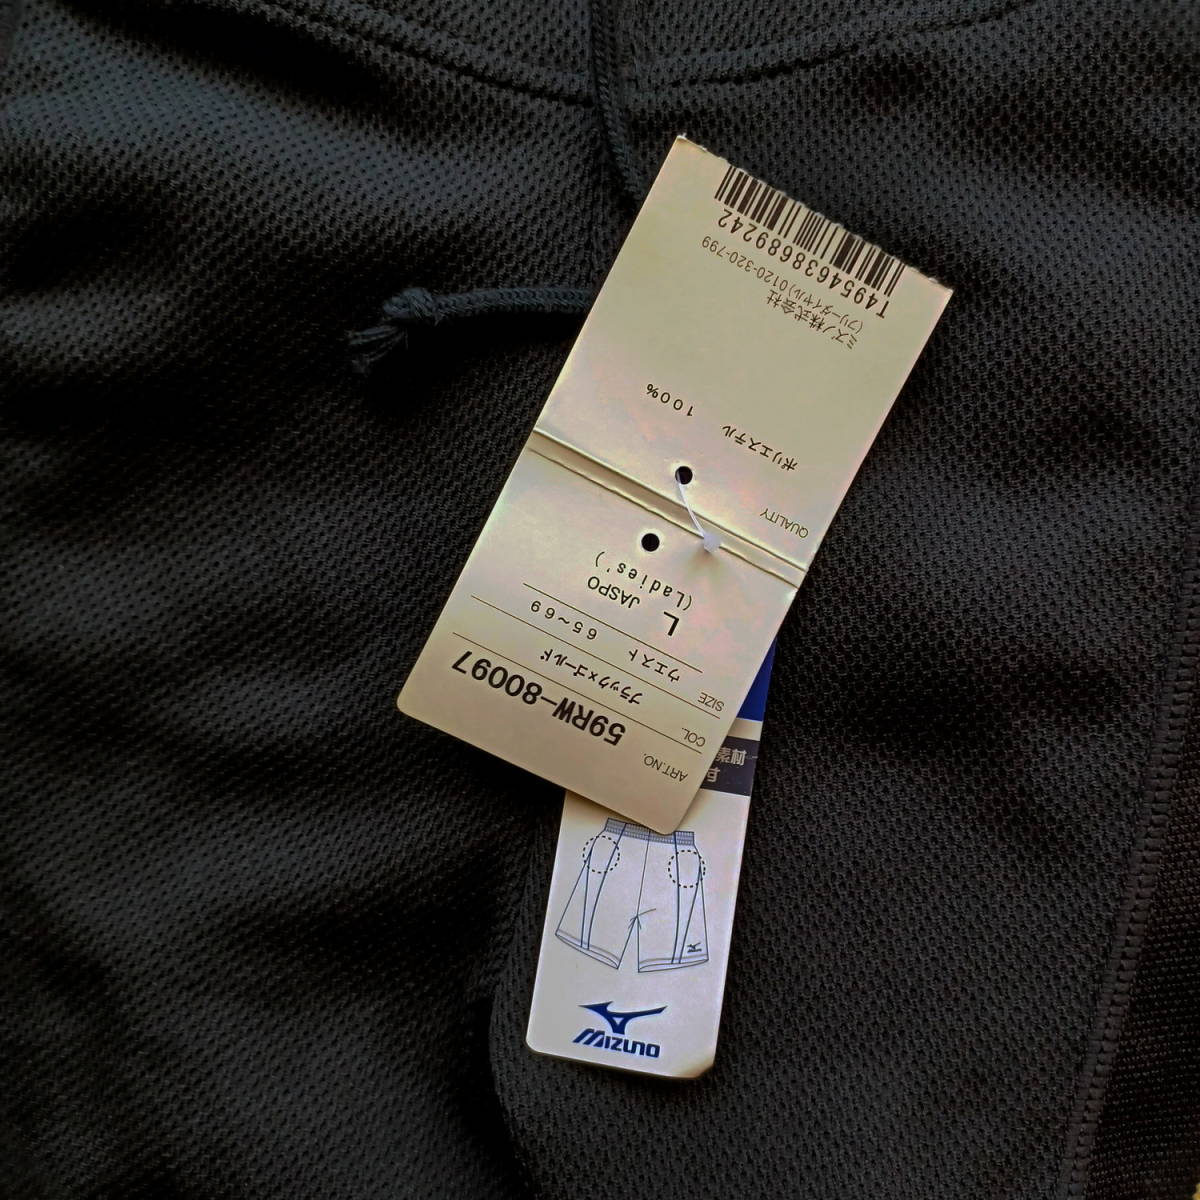 ART.NO.
59RW-80097
COL.
ブラック×ゴールド
SIZE
ウエスト 65~69
L
JASPO
(Ladies')
QUALITY
ポリエステル 100%
ミズノ株式会社
(フリーダイヤル) 0120-320-799
T4954638689242
MIZUNO